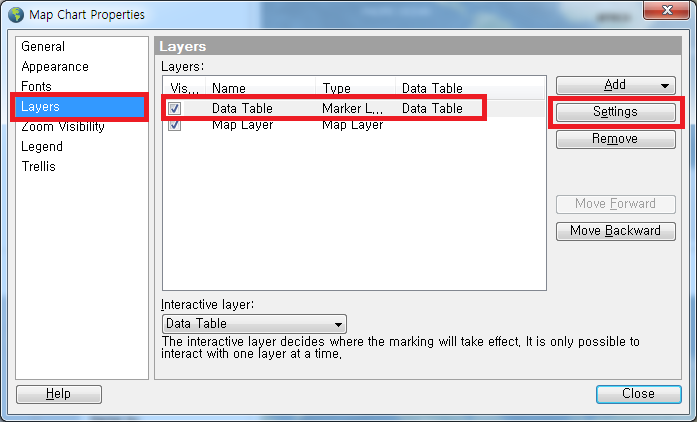 Map Chart Properties
General
Appearance
Fonts
Layers
Zoom Visibility
Legend
Trellis
Layers
Layers:
Vis,,, Name Type Data Table
Data Table Marker L,,, Data Table
Map Layer Map Layer
Add
Settings
Remove
Move Forward
Move Backward
Interactive layer:
Data Table
The interactive layer decides where the marking will take effect, It is only possible to
interact with one layer at a time,
Help
Close